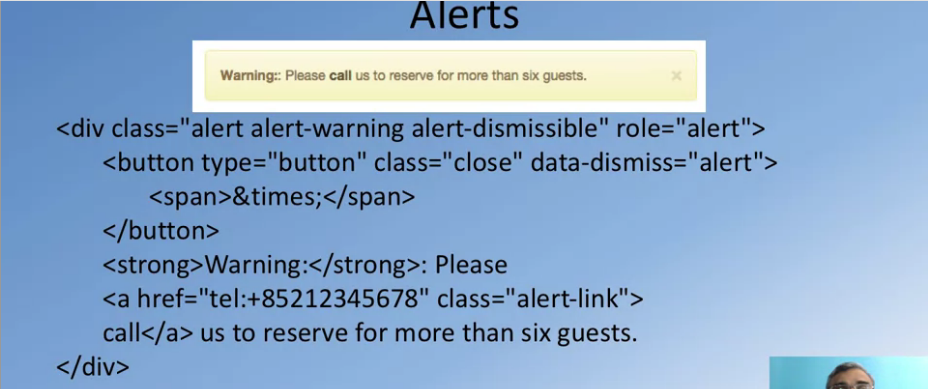 Alerts
Warning:: Please call us to reserve for more than six guests. ×
<div class="alert alert-warning alert-dismissible" role="alert">
<button type="button" class="close" data-dismiss="alert">
<span>&times;</span>
</button>
<strong>Warning:</strong>: Please
<a href="tel:+85212345678" class="alert-link">
call</a> us to reserve for more than six guests.
</div>